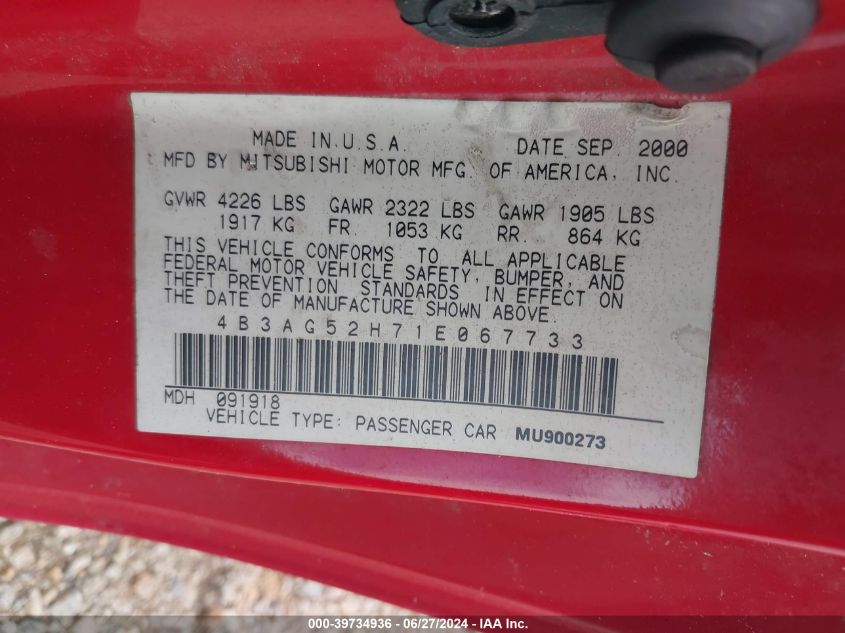 MADE IN U.S.A. DATE SEP. 2000
MFD BY MITSUBISHI MOTOR MFG. OF AMERICA, INC.
GVWR 4226 LBS GAWR 2322 LBS GAWR 1905 LBS
1917 KG FR. 1053 KG RR. 864 KG
THIS VEHICLE CONFORMS TO ALL APPLICABLE
FEDERAL MOTOR VEHICLE SAFETY, BUMPER, AND
THEFT PREVENTION STANDARDS IN EFFECT ON
THE DATE OF MANUFACTURE SHOWN ABOVE.
4B3AG52H71E067733
MDH 091918
VEHICLE TYPE: PASSENGER CAR MU900273
000-39734936 - 06/27/2024 - IAA Inc.